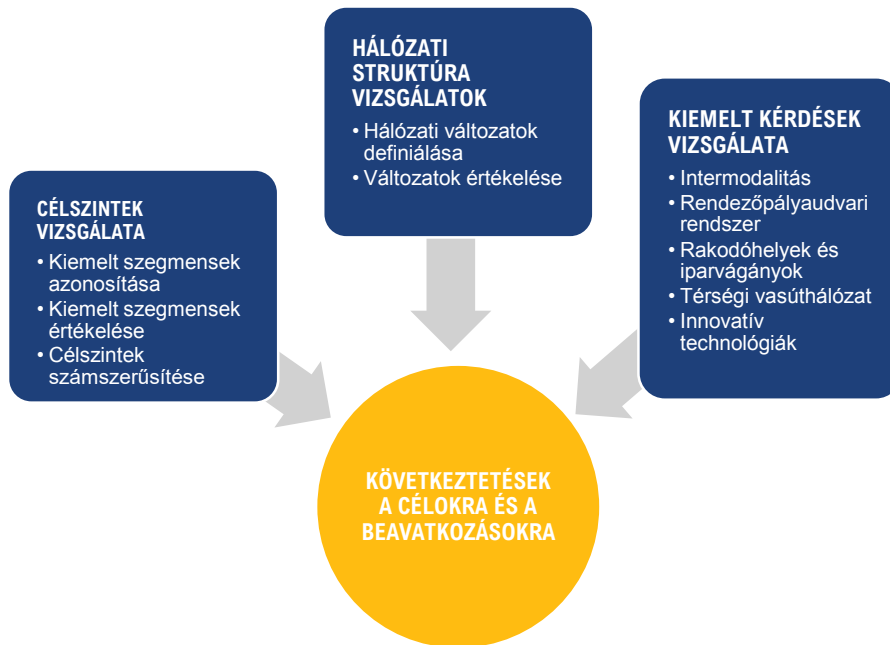 CÉLSZINTEK
VIZSGÁLATA
• Kiemelt szegmensek
azonosítása
• Kiemelt szegmensek
értékelése
• Célszintek
számszerűsítése
HÁLÓZATI
STRUKTÚRA
VIZSGÁLATOK
• Hálózati változatok
definiálása
• Változatok értékelése
KIEMELT KÉRDÉSEK
VIZSGÁLATA
• Intermodalitás
• Rendezőpályaudvari
rendszer
• Rakodóhelyek és
iparvágányok
• Térségi vasúthálózat
• Innovatív
technológiák
KÖVETKEZTETÉSEK
A CÉLOKRA ÉS A
BEAVATKOZÁSOKRA